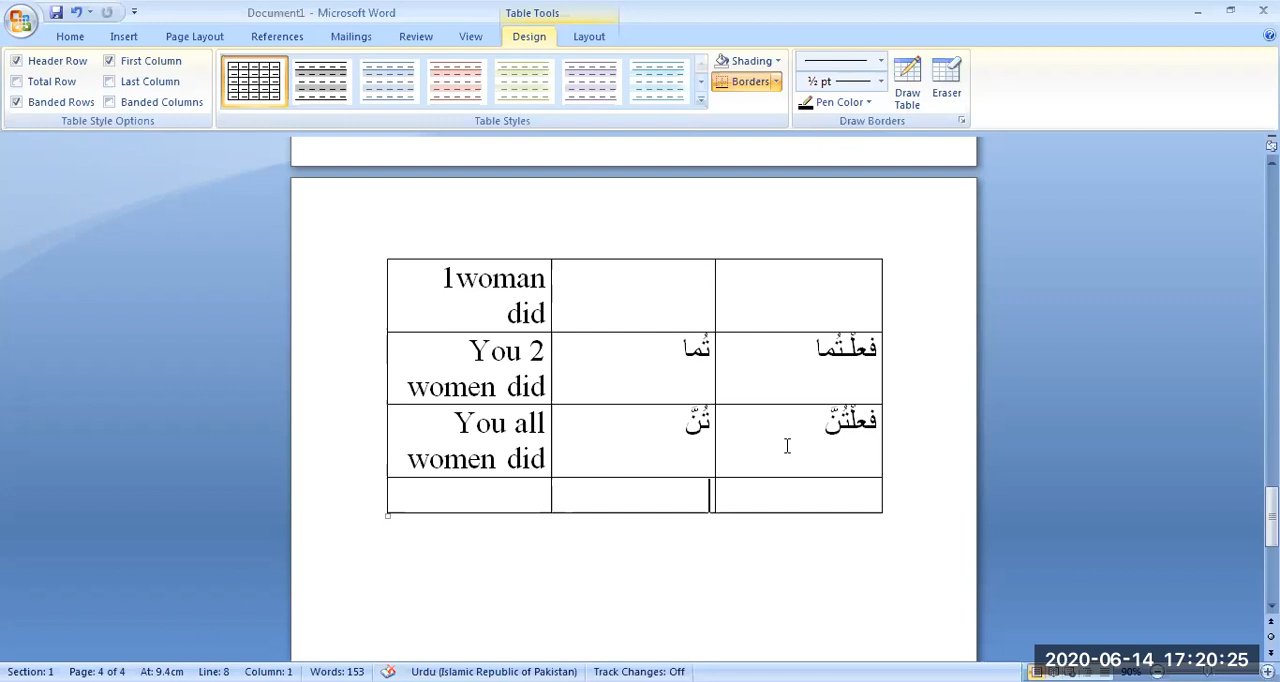 Document1 - Microsoft Word
Table Tools
Home
Insert
Page Layout
References
Mailings
Review
View
Design
Layout
Header Row
First Column
Total Row
Last Column
Banded Rows
Banded Columns
Table Style Options
Table Styles
Shading
Borders
½ pt
Pen Color
Draw Table
Eraser
Draw Borders
1woman
did
You 2
women did
تُما
فعلْـتُما
You all
women did
تُنَّ
فعلْتُنَّ
Section: 1
Page: 4 of 4
At: 9.4cm
Line: 8
Column: 1
Words: 153
Urdu (Islamic Republic of Pakistan)
Track Changes: Off
90%
2020-06-14 17:20:25